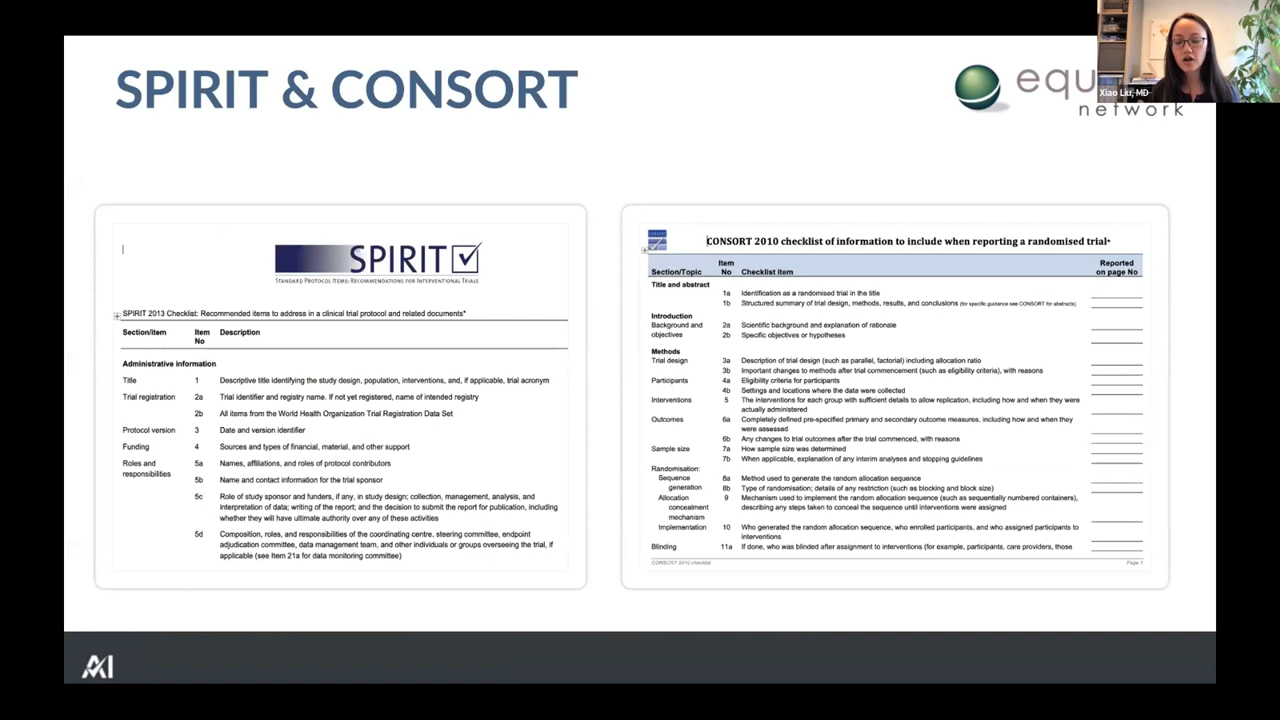 SPIRIT & CONSORT
equ
network
Xiao Liu, MD
SPIRIT
STANDARD PROTOCOL ITEMS: RECOMMENDATIONS FOR INTERVENTIONAL TRIALS
SPIRIT 2013 Checklist: Recommended items to address in a clinical trial protocol and related documents*
Section/item Item No Description
Administrative information
Title 1 Descriptive title identifying the study design, population, interventions, and, if applicable, trial acronym
Trial registration 2a Trial identifier and registry name. If not yet registered, name of intended registry
2b All items from the World Health Organization Trial Registration Data Set
Protocol version 3 Date and version identifier
Funding 4 Sources and types of financial, material, and other support
Roles and responsibilities 5a Names, affiliations, and roles of protocol contributors
5b Name and contact information for the trial sponsor
5c Role of study sponsor and funders, if any, in study design; collection, management, analysis, and
interpretation of data; writing of the report; and the decision to submit the report for publication, including
whether they will have ultimate authority over any of these activities
5d Composition, roles, and responsibilities of the coordinating centre, steering committee, endpoint
adjudication committee, data management team, and other individuals or groups overseeing the trial, if
applicable (see Item 21a for data monitoring committee)
CONSORT 2010 checklist of information to include when reporting a randomised trial*
Section/Topic Item No Checklist item Reported on page No
Title and abstract
1a Identification as a randomised trial in the title
1b Structured summary of trial design, methods, results, and conclusions (for specific guidance see CONSORT for abstracts)
Introduction
Background and objectives 2a Scientific background and explanation of rationale
2b Specific objectives or hypotheses
Methods
Trial design 3a Description of trial design (such as parallel, factorial) including allocation ratio
3b Important changes to methods after trial commencement (such as eligibility criteria), with reasons
Participants 4a Eligibility criteria for participants
4b Settings and locations where the data were collected
Interventions 5 The interventions for each group with sufficient details to allow replication, including how and when they were
actually administered
Outcomes 6a Completely defined pre-specified primary and secondary outcome measures, including how and when they
were assessed
6b Any changes to trial outcomes after the trial commenced, with reasons
Sample size 7a How sample size was determined
7b When applicable, explanation of any interim analyses and stopping guidelines
Randomisation:
Sequence generation 8a Method used to generate the random allocation sequence
8b Type of randomisation; details of any restriction (such as blocking and block size)
Allocation concealment mechanism 9 Mechanism used to implement the random allocation sequence (such as sequentially numbered containers),
describing any steps taken to conceal the sequence until interventions were assigned
Implementation 10 Who generated the random allocation sequence, who enrolled participants, and who assigned participants to
interventions
Blinding 11a If done, who was blinded after assignment to interventions (for example, participants, care providers, those
CONSORT 2010 checklist Page 1
AI